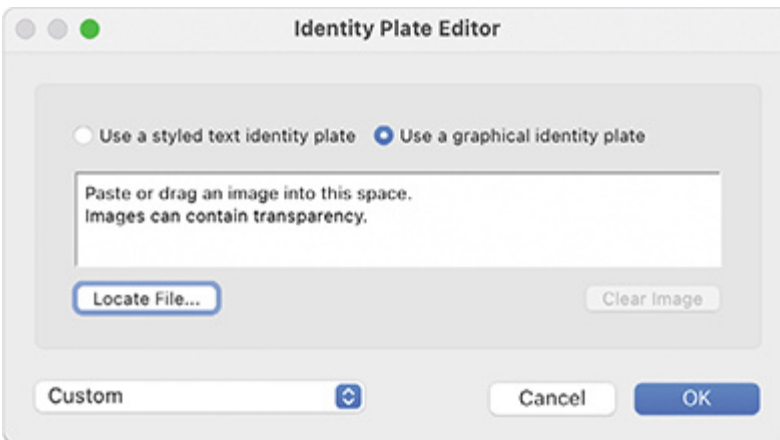 Identity Plate Editor
Use a styled text identity plate Use a graphical identity plate
Paste or drag an image into this space.
Images can contain transparency.
Locate File... Clear Image
Custom Cancel OK